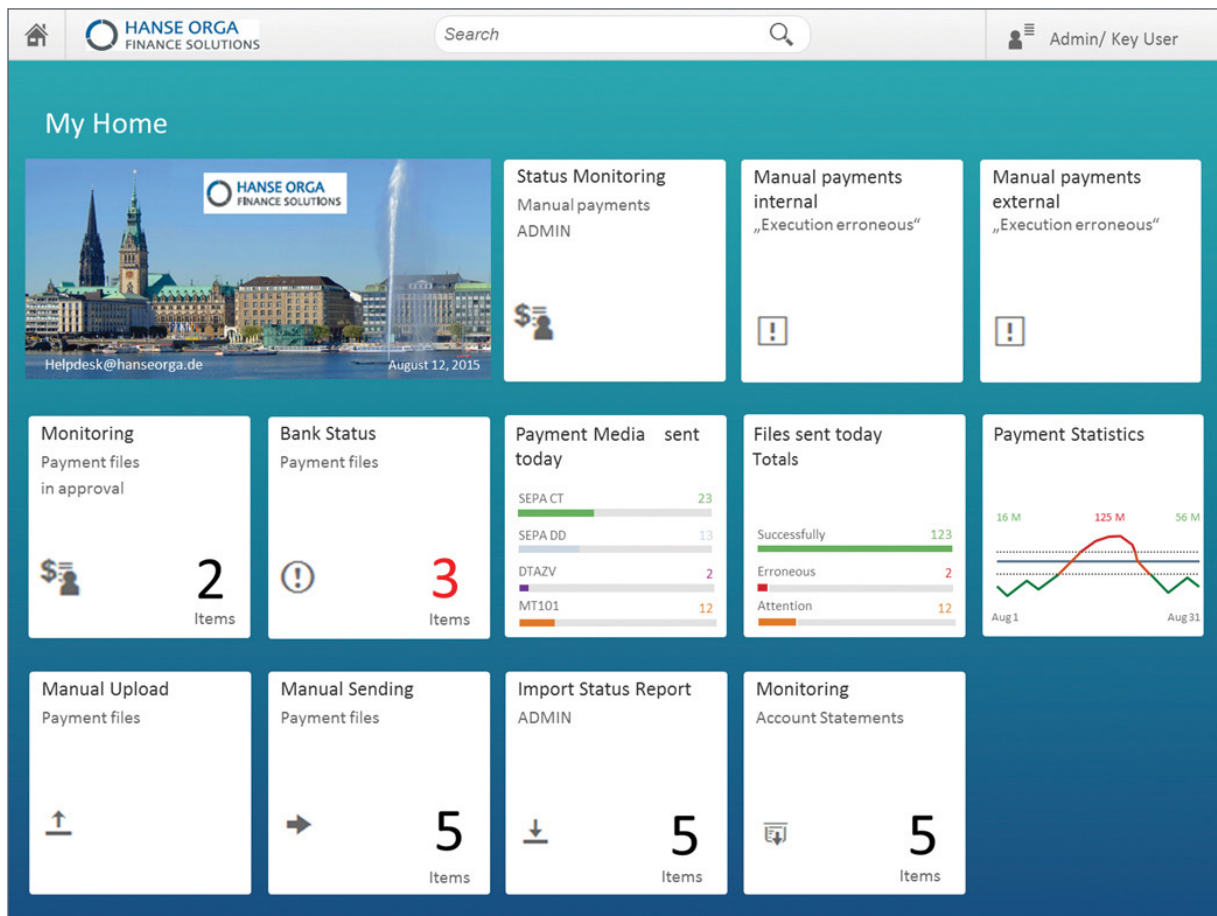 HANSE ORGA
FINANCE SOLUTIONS
Search
Admin/ Key User
My Home
HANSE ORGA
FINANCE SOLUTIONS
Helpdesk@hanseorga.de
August 12, 2015
Status Monitoring
Manual payments
ADMIN
Manual payments
internal
„Execution erroneous“
Manual payments
external
„Execution erroneous“
Monitoring
Payment files
in approval
2
Items
Bank Status
Payment files
3
Items
Payment Media sent
today
SEPA CT 23
SEPA DD 13
DTAZV 2
MT101 12
Files sent today
Totals
Successfully 123
Erroneous 2
Attention 12
Payment Statistics
16 M 125 M 56 M
Aug 1 Aug 31
Manual Upload
Payment files
Manual Sending
Payment files
5
Items
Import Status Report
ADMIN
5
Items
Monitoring
Account Statements
5
Items